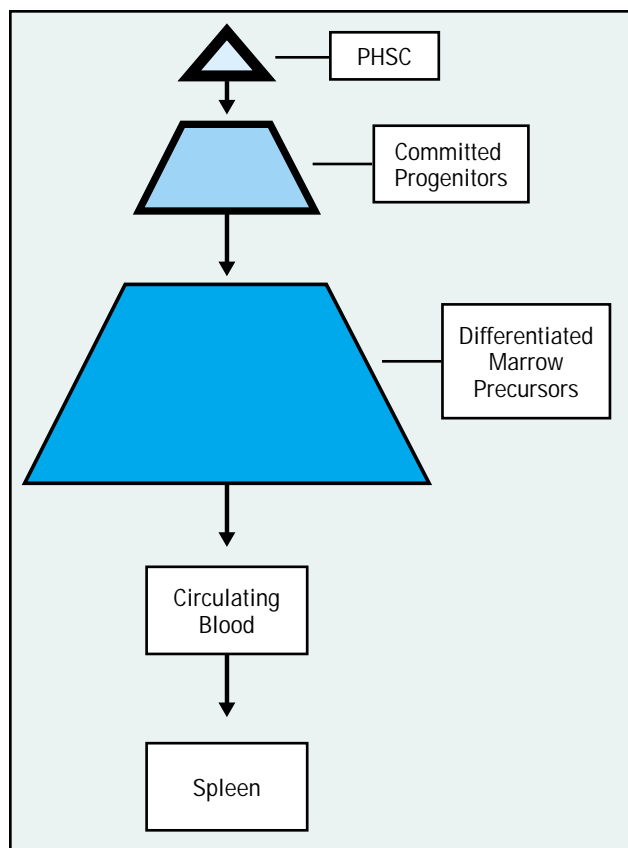 PHSC
Committed
Progenitors
Differentiated
Marrow
Precursors
Circulating
Blood
Spleen